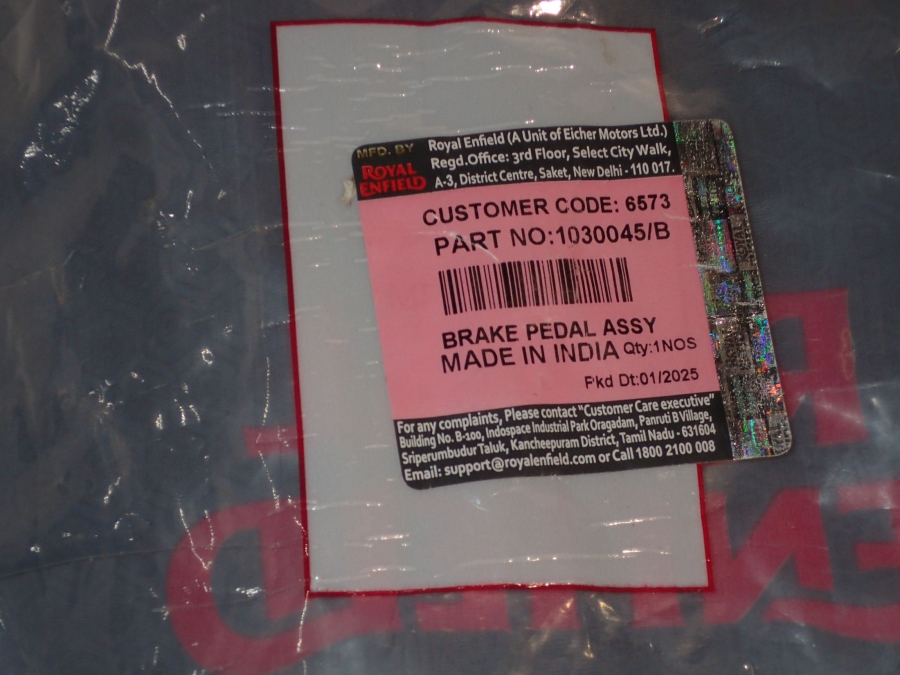 MFD. BY
ROYAL
ENFIELD
Royal Enfield (A Unit of Eicher Motors Ltd.)
Regd.Office: 3rd Floor, Select City Walk,
A-3, District Centre, Saket, New Delhi - 110 017.
CUSTOMER CODE: 6573
PART NO:1030045/B
BRAKE PEDAL ASSY
MADE IN INDIA Qty:1NOS
Pkd Dt:01/2025
For any complaints, Please contact "Customer Care executive"
Building No. B-100, Indospace Industrial Park Oragadam, Panruti B Village,
Sriperumbudur Taluk, Kancheepuram District, Tamil Nadu - 631604
Email: support@royalenfield.com or Call 1800 2100 008